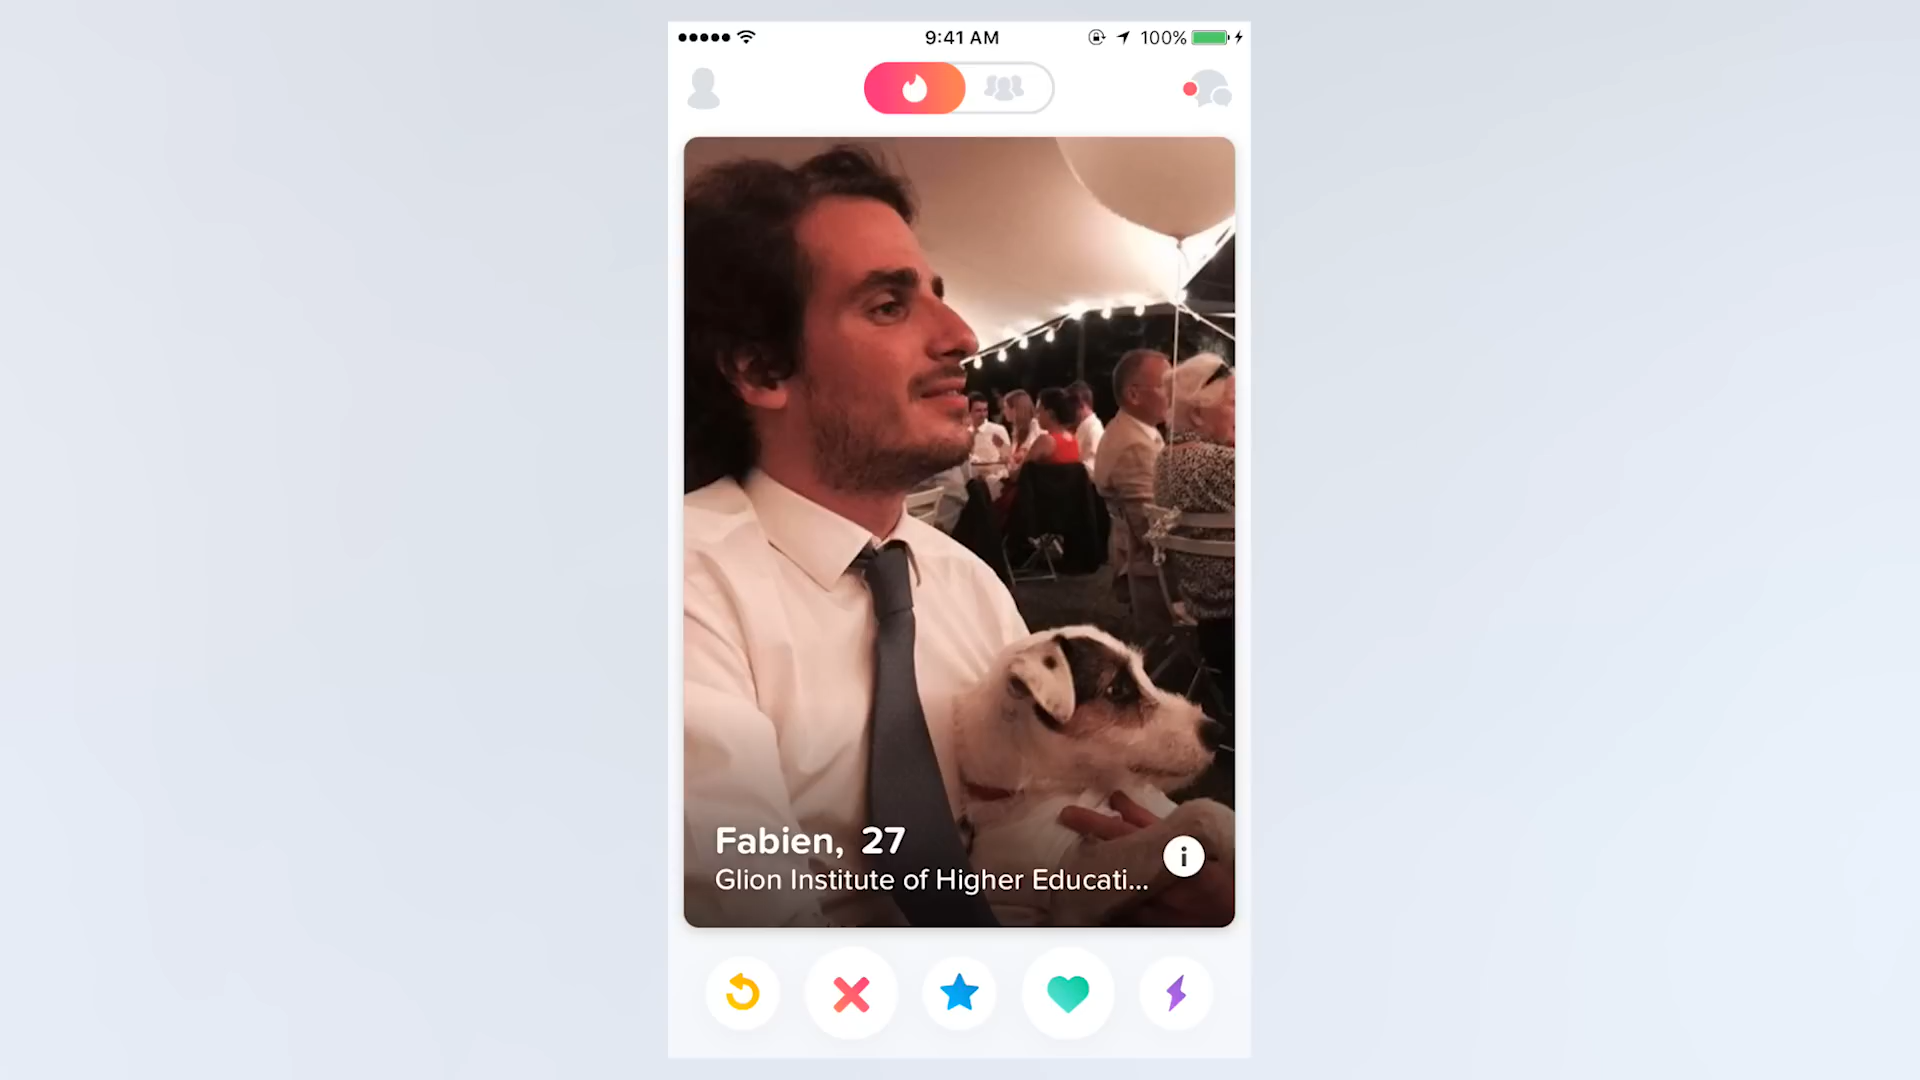 9:41 AM
100%
Fabien, 27
Glion Institute of Higher Educati...
i